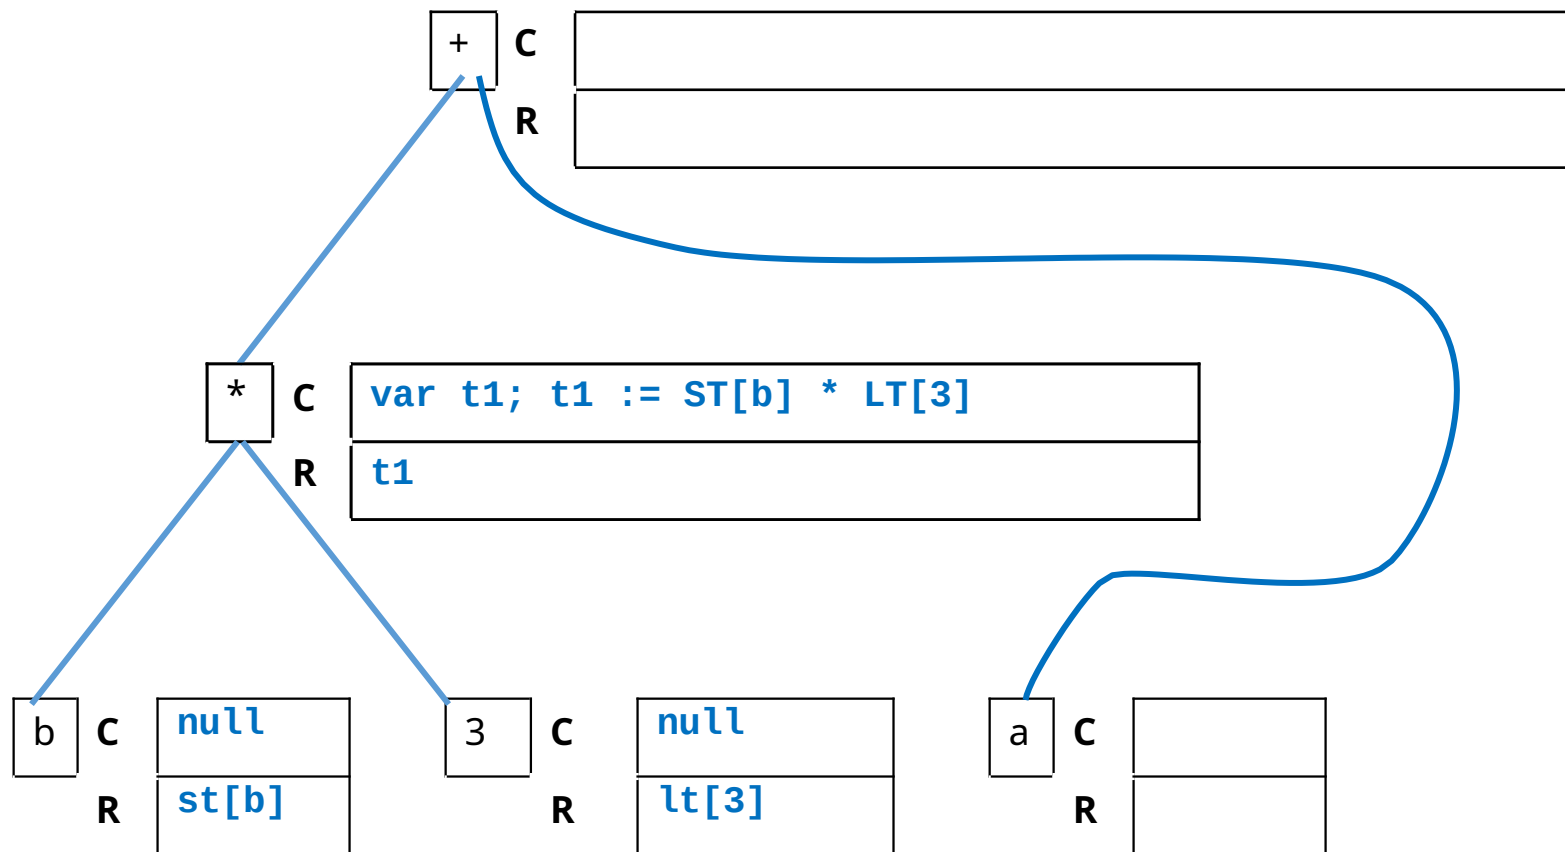 + C
R
* C var t1; t1 := ST[b] * LT[3]
R t1
b C null 3 C null a C
R st[b] R lt[3] R